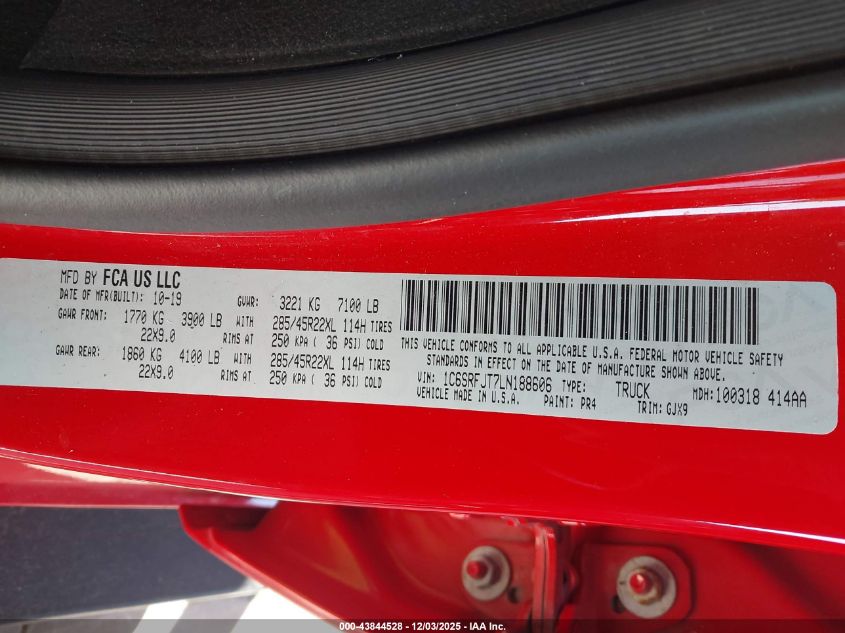 MFD BY FCA US LLC
DATE OF MFR(BUILT): 10-19 GVWR: 3221 KG 7100 LB
GAWR FRONT: 1770 KG 3900 LB WITH 285/45R22XL 114H TIRES
22X9.0 RIMS AT 250 KPA ( 36 PSI) COLD
GAWR REAR: 1860 KG 4100 LB WITH 285/45R22XL 114H TIRES
22X9.0 RIMS AT 250 KPA ( 36 PSI) COLD
THIS VEHICLE CONFORMS TO ALL APPLICABLE U.S.A. FEDERAL MOTOR VEHICLE SAFETY
STANDARDS IN EFFECT ON THE DATE OF MANUFACTURE SHOWN ABOVE.
VIN: 1C6SRFJT7LN188606 TYPE: TRUCK MDH:100318 414AA
VEHICLE MADE IN U.S.A. PAINT: PR4 TRIM: GJX9
000-43844528 - 12/03/2025 - IAA Inc.